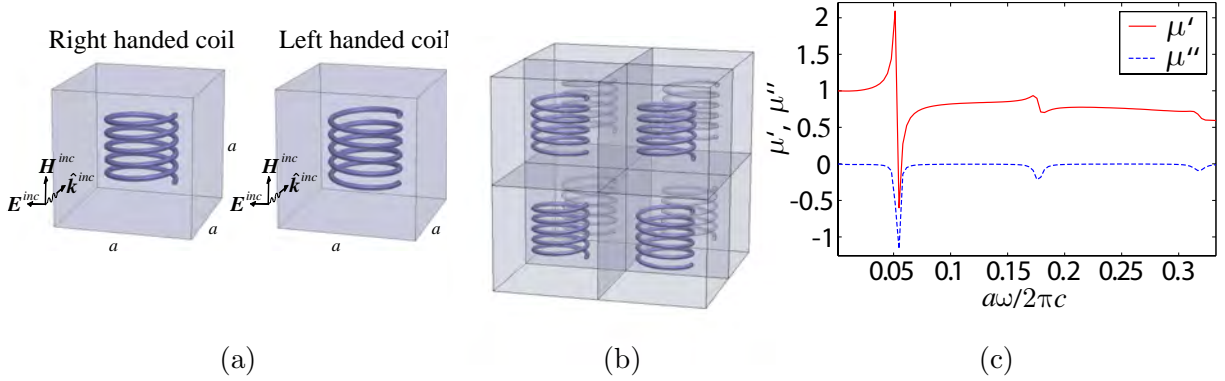 Right handed coil
Left handed coil
a
H^inc
k̂^inc
E^inc
a
a
H^inc
k̂^inc
E^inc
a
a
2
1.5
1
0.5
0
-0.5
-1
μ′, μ″
μ′
μ″
0.05
0.1
0.15
0.2
0.25
0.3
aω/2πc
(a)
(b)
(c)